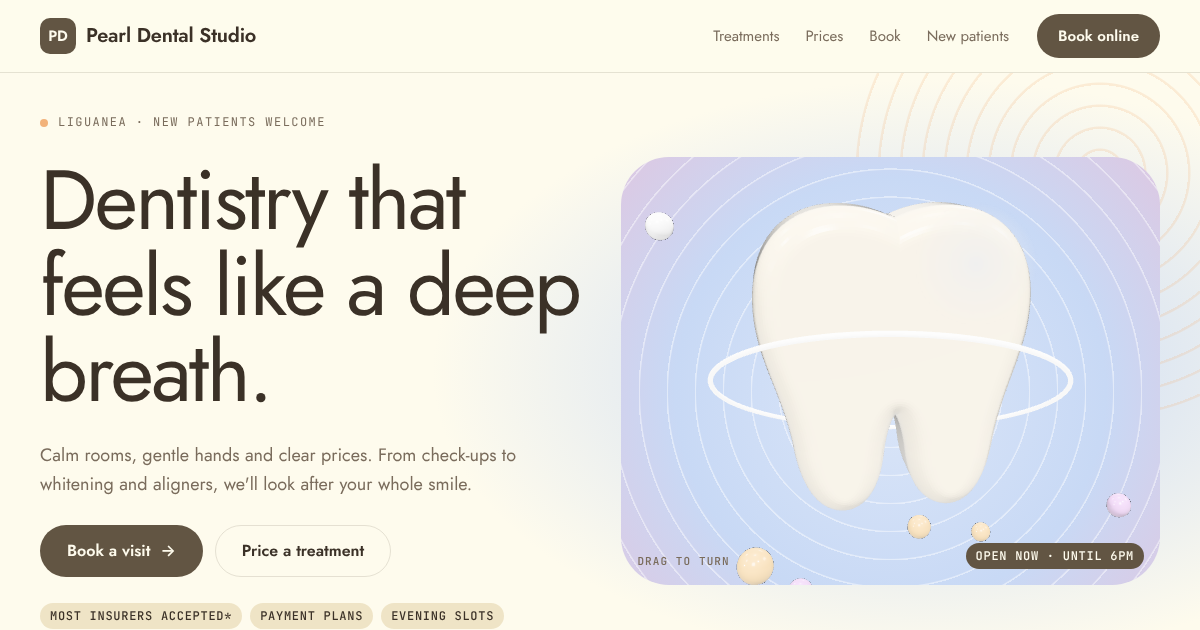 PD Pearl Dental Studio Treatments Prices Book New patients Book online
LIGUANEA · NEW PATIENTS WELCOME
Dentistry that
feels like a deep
breath.
Calm rooms, gentle hands and clear prices. From check-ups to
whitening and aligners, we'll look after your whole smile.
Book a visit → Price a treatment
MOST INSURERS ACCEPTED* PAYMENT PLANS EVENING SLOTS
DRAG TO TURN
OPEN NOW · UNTIL 6PM